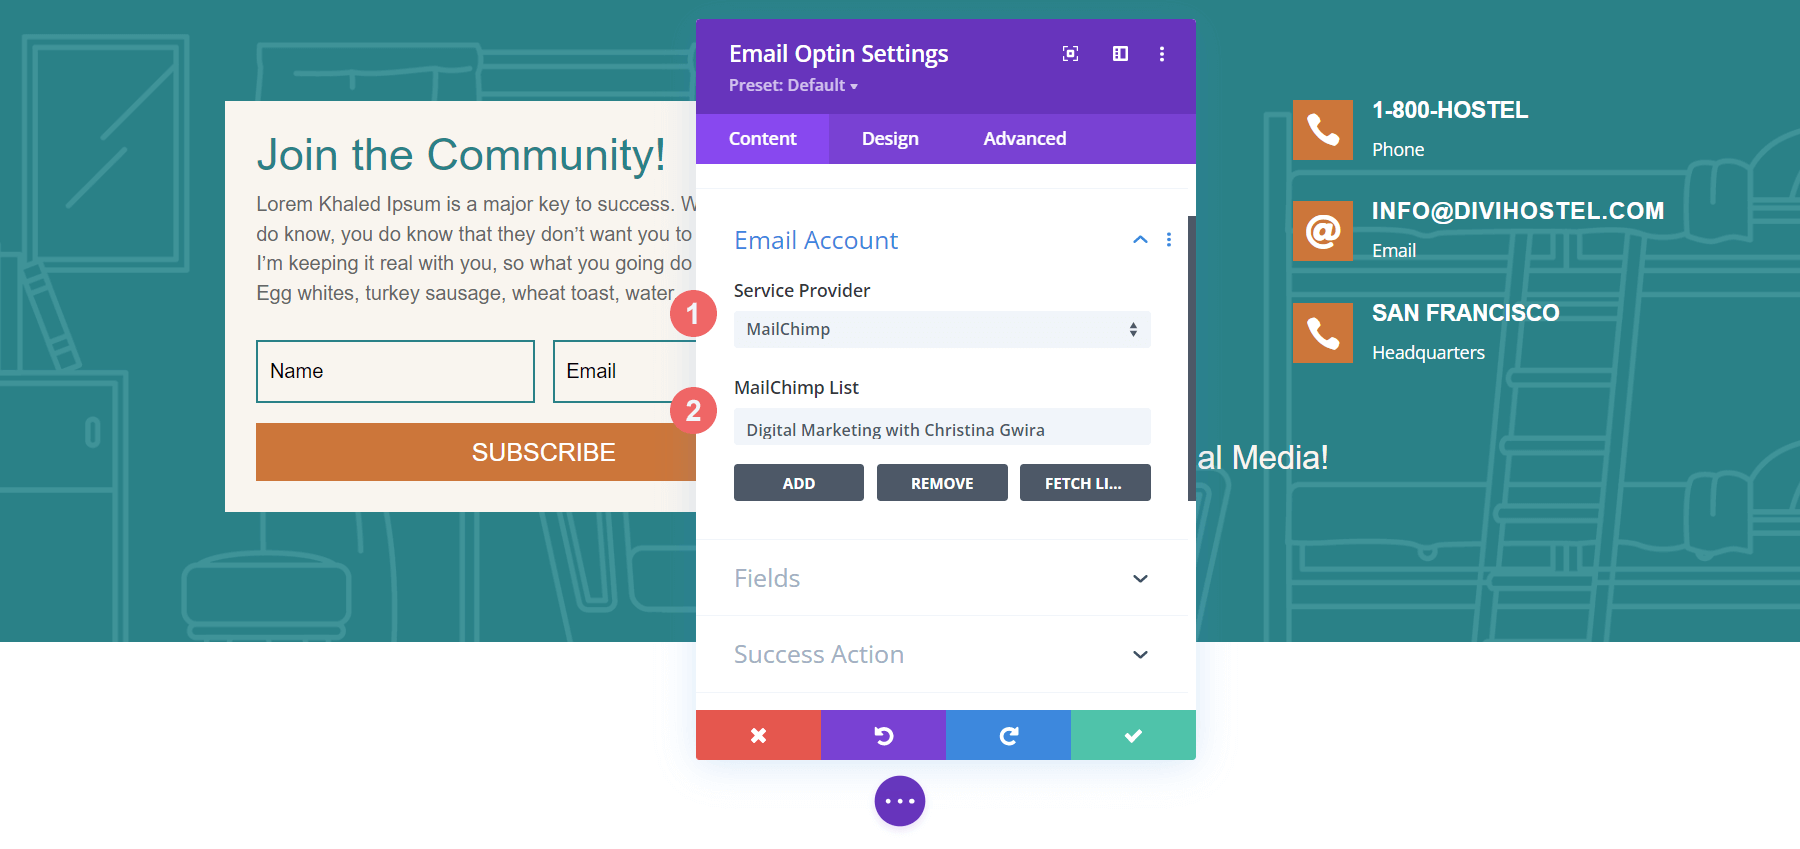 Join the Community!
Lorem Khaled Ipsum is a major key to success. W
do know, you do know that they don’t want you to
I’m keeping it real with you, so what you going do
Egg whites, turkey sausage, wheat toast, water
Name
Email
SUBSCRIBE
Email Optin Settings
Preset: Default
Content
Design
Advanced
Email Account
1
Service Provider
MailChimp
2
MailChimp List
Digital Marketing with Christina Gwira
ADD
REMOVE
FETCH LI...
Fields
Success Action
1-800-HOSTEL
Phone
INFO@DIVIHOSTEL.COM
Email
SAN FRANCISCO
Headquarters
al Media!